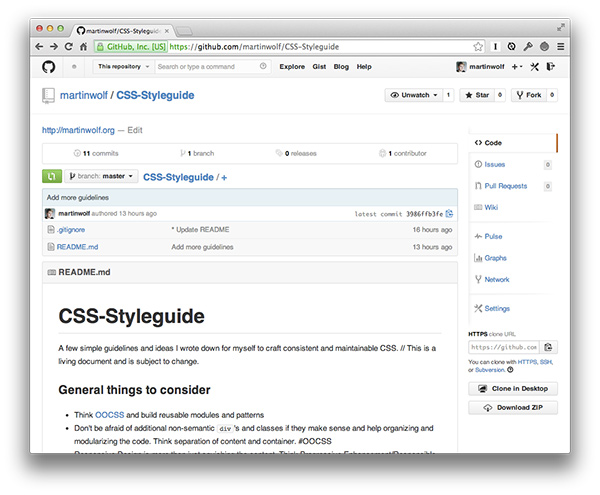 martinwolf/CSS-Styleguide
GitHub, Inc. [US] https://github.com/martinwolf/CSS-Styleguide
This repository Search or type a command Explore Gist Blog Help martinwolf
martinwolf / CSS-Styleguide
Unwatch 1 Star 0 Fork 0
http://martinwolf.org — Edit
11 commits 1 branch 0 releases 1 contributor
branch: master CSS-Styleguide / +
Add more guidelines
martinwolf authored 13 hours ago latest commit 3986ffb3fe
.gitignore * Update README 16 hours ago
README.md Add more guidelines 13 hours ago
README.md
CSS-Styleguide
A few simple guidelines and ideas I wrote down for myself to craft consistent and maintainable CSS. // This is a
living document and is subject to change.
General things to consider
Think OOCSS and build reusable modules and patterns
Don't be afraid of additional non-semantic div 's and classes if they make sense and help organizing and
modularizing the code. Think separation of content and container. #OOCSS
Code
Issues 0
Pull Requests 0
Wiki
Pulse
Graphs
Network
Settings
HTTPS clone URL
https://github.com
You can clone with HTTPS, SSH,
or Subversion.
Clone in Desktop
Download ZIP